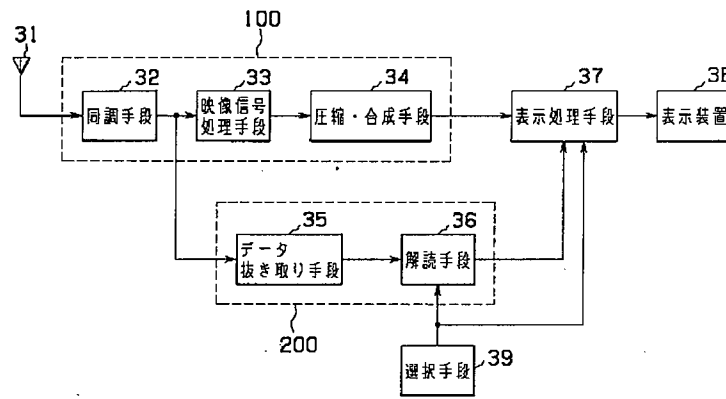 100
31
32
33
34
37
38
同調手段
映像信号
処理手段
圧縮・合成手段
表示処理手段
表示装置
35
36
データ
抜き取り手段
解読手段
200
選択手段
39